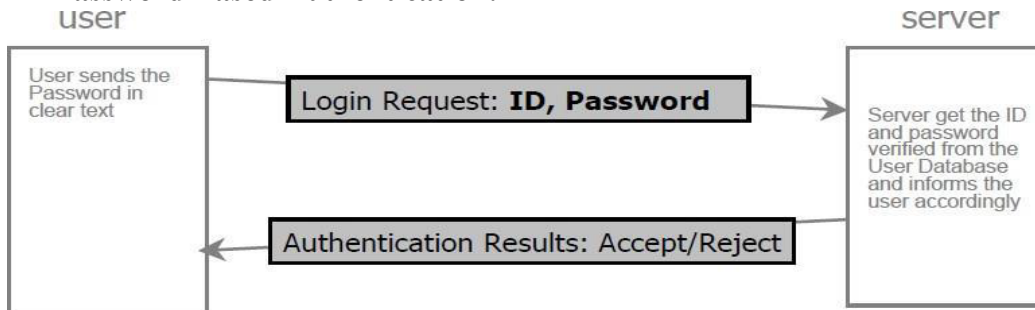 user
server
User sends the
Password in
clear text
Login Request: ID, Password
Server get the ID
and password
verified from the
User Database
and informs the
user accordingly
Authentication Results: Accept/Reject